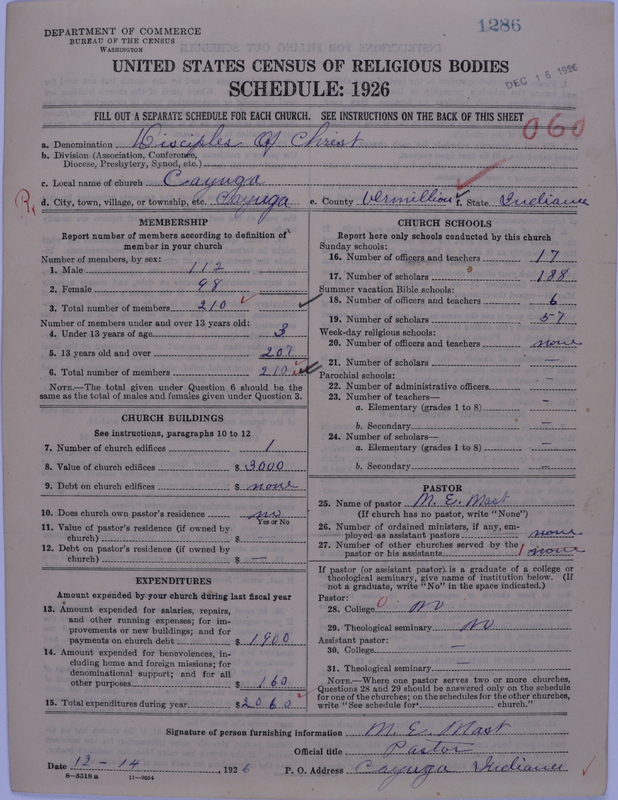 1286
DEPARTMENT OF COMMERCE
BUREAU OF THE CENSUS
WASHINGTON
UNITED STATES CENSUS OF RELIGIOUS BODIES
DEC 15 1926
SCHEDULE: 1926
FILL OUT A SEPARATE SCHEDULE FOR EACH CHURCH. SEE INSTRUCTIONS ON THE BACK OF THIS SHEET
060
a. Denomination Disciples Of Christ
b. Division (Association, Conference,
Diocese, Presbytery, Synod, etc.)
c. Local name of church Cayuga
d. City, town, village, or township, etc. Cayuga e. County Vermillion f. State Indiana
MEMBERSHIP
Report number of members according to definition of
member in your church
Number of members, by sex:
1. Male 112
2. Female 98
3. Total number of members 210
Number of members under and over 13 years old:
4. Under 13 years of age 3
5. 13 years old and over 207
6. Total number of members 210
NOTE.—The total given under Question 6 should be the
same as the total of males and females given under Question 3.
CHURCH BUILDINGS
See instructions, paragraphs 10 to 12
7. Number of church edifices 1
8. Value of church edifices $ 3000
9. Debt on church edifices $ none
10. Does church own pastor's residence no
Yes or No
11. Value of pastor's residence (if owned by
church) $
12. Debt on pastor's residence (if owned by
church) $ —
EXPENDITURES
Amount expended by your church during last fiscal year
13. Amount expended for salaries, repairs,
and other running expenses; for im-
provements or new buildings; and for
payments on church debt $ 1900
14. Amount expended for benevolences, in-
cluding home and foreign missions; for
denominational support; and for all
other purposes $ 160
15. Total expenditures during year $ 2060
CHURCH SCHOOLS
Report here only schools conducted by this church
Sunday schools:
16. Number of officers and teachers 17
17. Number of scholars 188
Summer vacation Bible schools:
18. Number of officers and teachers 6
19. Number of scholars 57
Week-day religious schools:
20. Number of officers and teachers none
21. Number of scholars —
Parochial schools:
22. Number of administrative officers —
23. Number of teachers—
a. Elementary (grades 1 to 8) —
b. Secondary —
24. Number of scholars—
a. Elementary (grades 1 to 8) —
b. Secondary —
PASTOR
25. Name of pastor M. E. Mast
(If church has no pastor, write "None")
26. Number of ordained ministers, if any, em-
ployed as assistant pastors none
27. Number of other churches served by the
pastor or his assistants 1 none
If pastor (or assistant pastor) is a graduate of a college or
theological seminary, give name of institution below. (If
not a graduate, write "No" in the space indicated.)
Pastor:
28. College 0 no
29. Theological seminary no
Assistant pastor:
30. College —
31. Theological seminary —
NOTE.—Where one pastor serves two or more churches,
Questions 28 and 29 should be answered only on the schedule
for one of the churches; on the schedules for the other churches,
write "See schedule for church."
Signature of person furnishing information M. E. Mast
Official title Pastor
Date 12-14, 1926 P. O. Address Cayuga Indiana
8—5518a 11—9664